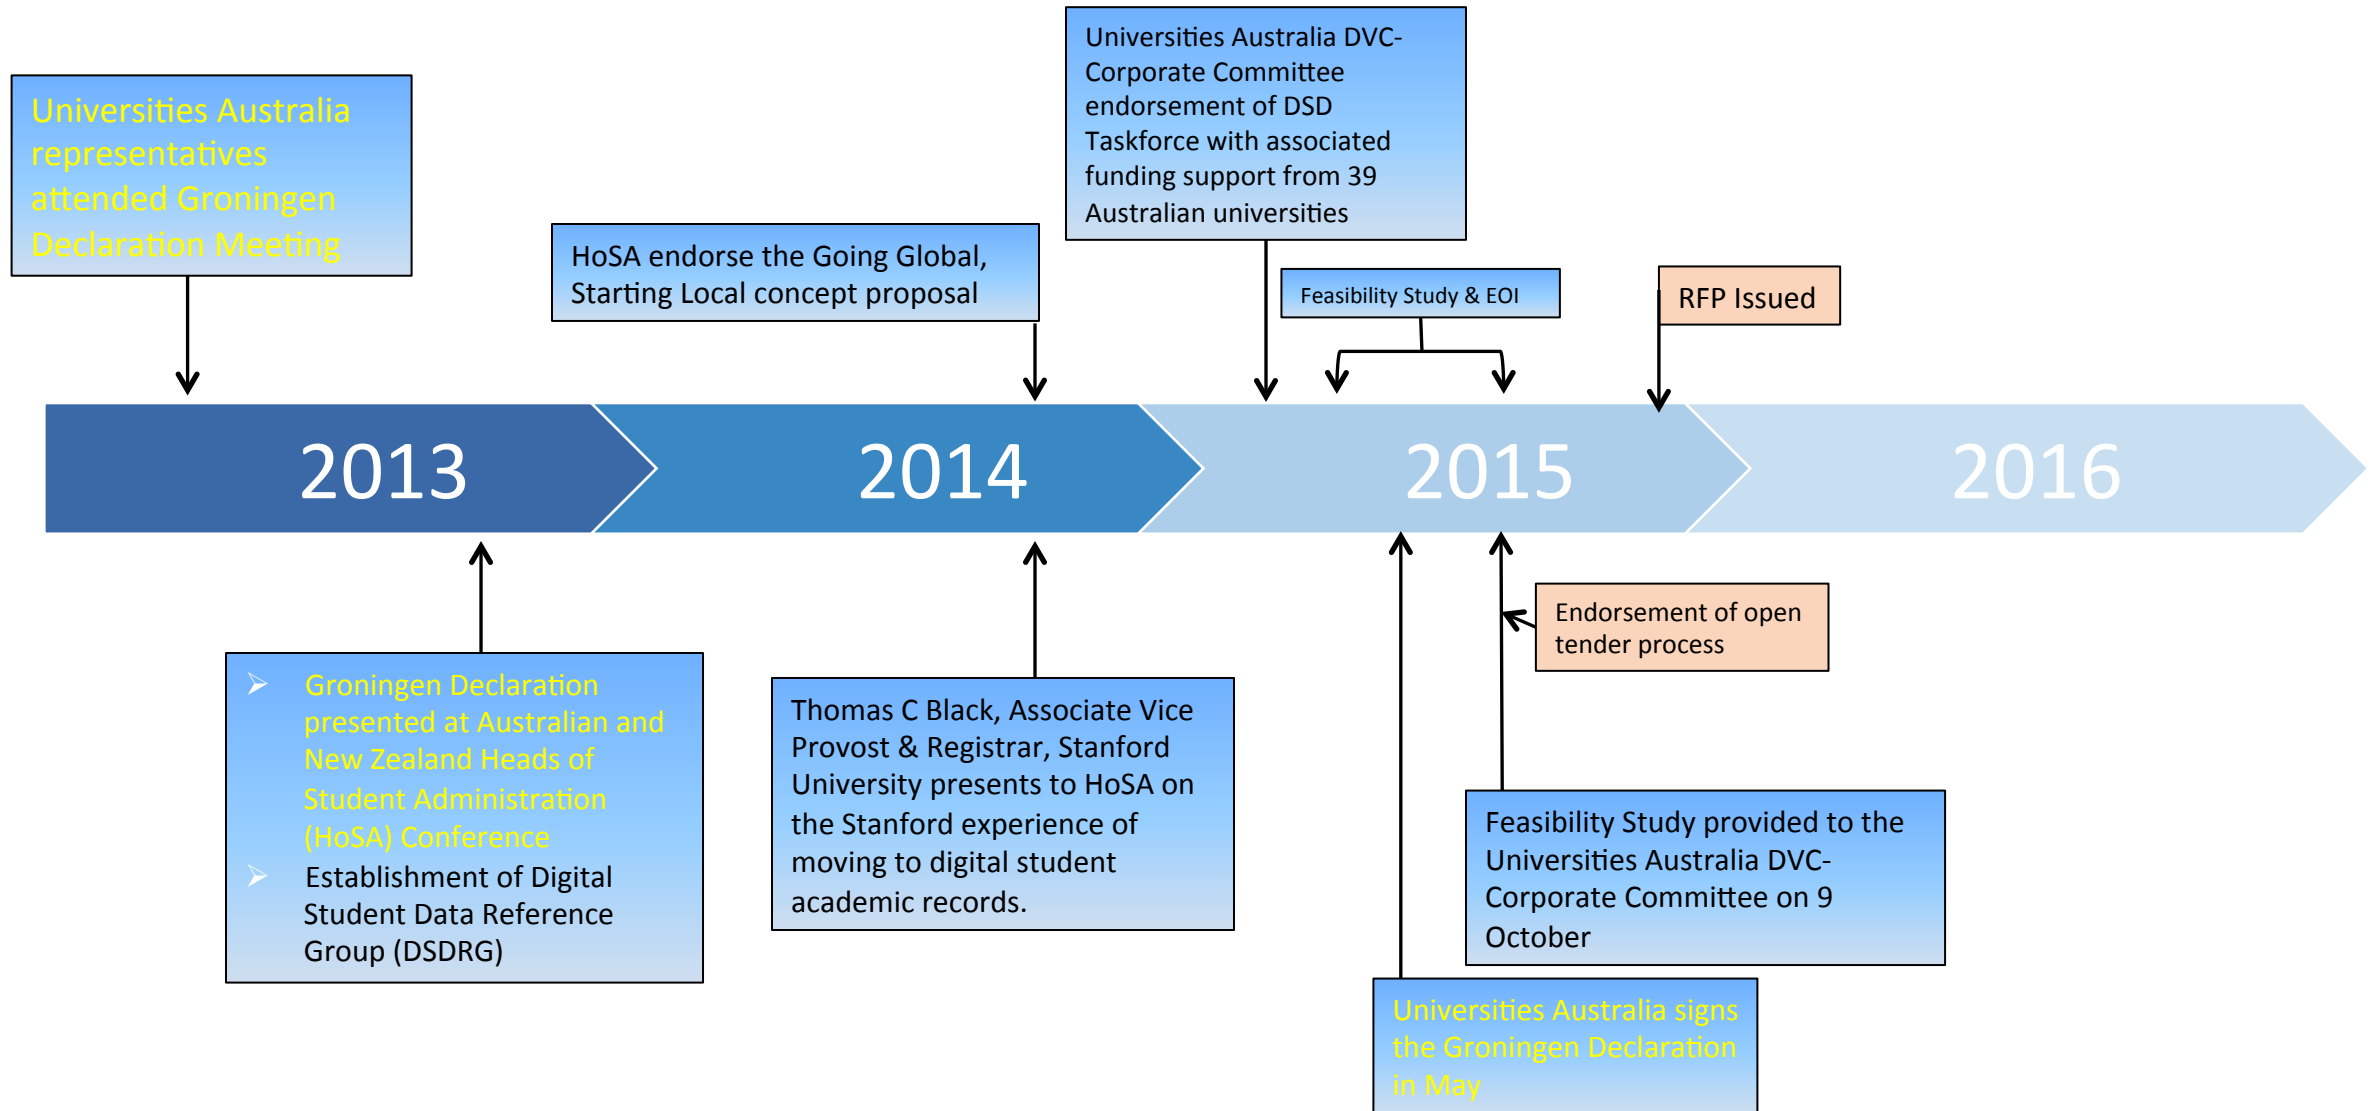 Universities Australia
representatives
attended Groningen
Declaration Meeting
HoSA endorse the Going Global,
Starting Local concept proposal
Universities Australia DVC-
Corporate Committee
endorsement of DSD
Taskforce with associated
funding support from 39
Australian universities
Feasibility Study & EOI
RFP Issued
2013
2014
2015
2016
➢ Groningen Declaration
presented at Australian and
New Zealand Heads of
Student Administration
(HoSA) Conference
➢ Establishment of Digital
Student Data Reference
Group (DSDRG)
Thomas C Black, Associate Vice
Provost & Registrar, Stanford
University presents to HoSA on
the Stanford experience of
moving to digital student
academic records.
Endorsement of open
tender process
Feasibility Study provided to the
Universities Australia DVC-
Corporate Committee on 9
October
Universities Australia signs
the Groningen Declaration
in May